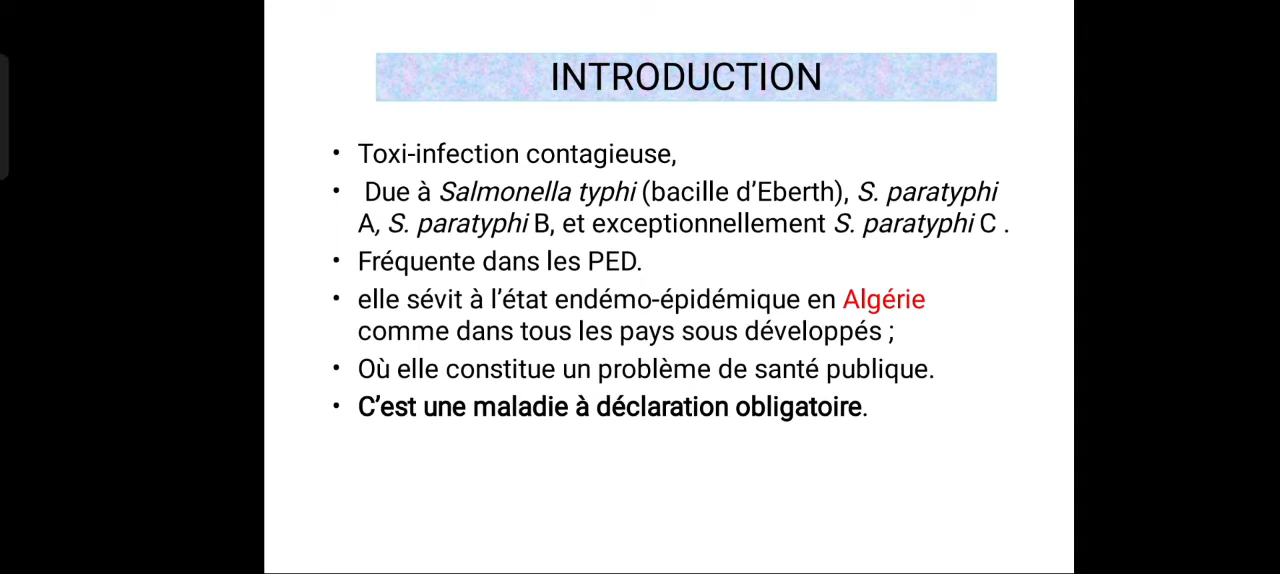 INTRODUCTION
• Toxi-infection contagieuse,
• Due à Salmonella typhi (bacille d’Eberth), S. paratyphi
A, S. paratyphi B, et exceptionnellement S. paratyphi C .
• Fréquente dans les PED.
• elle sévit à l’état endémo-épidémique en Algérie
comme dans tous les pays sous développés ;
• Où elle constitue un problème de santé publique.
• C’est une maladie à déclaration obligatoire.